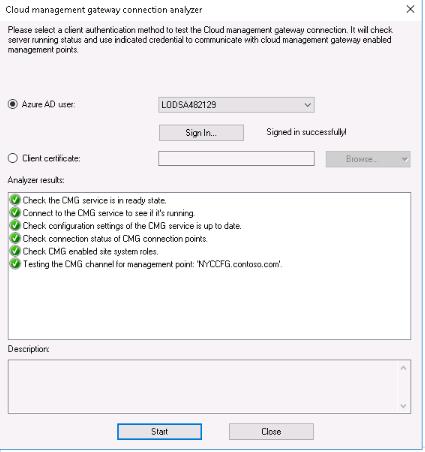 Cloud management gateway connection analyzer
Please select a client authentication method to test the Cloud management gateway connection. It will check
server running status and use indicated credential to communicate with cloud management gateway enabled
management points.
Azure AD user:
LODSA482129
Sign In...
Signed in successfully!
Client certificate:
Browse...
Analyzer results:
Check the CMG service is in ready state.
Connect to the CMG service to see if it's running.
Check configuration settings of the CMG service is up to date.
Check connection status of CMG connection points.
Check CMG enabled site system roles.
Testing the CMG channel for management point: 'NYCCFG.contoso.com'.
Description:
Start
Close